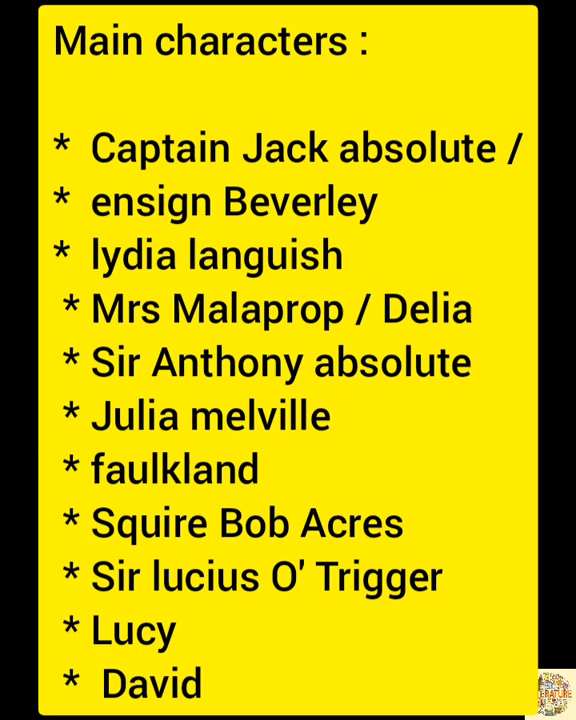 Main characters :
* Captain Jack absolute /
* ensign Beverley
* lydia languish
* Mrs Malaprop / Delia
* Sir Anthony absolute
* Julia melville
* faulkland
* Squire Bob Acres
* Sir lucius O' Trigger
* Lucy
* David